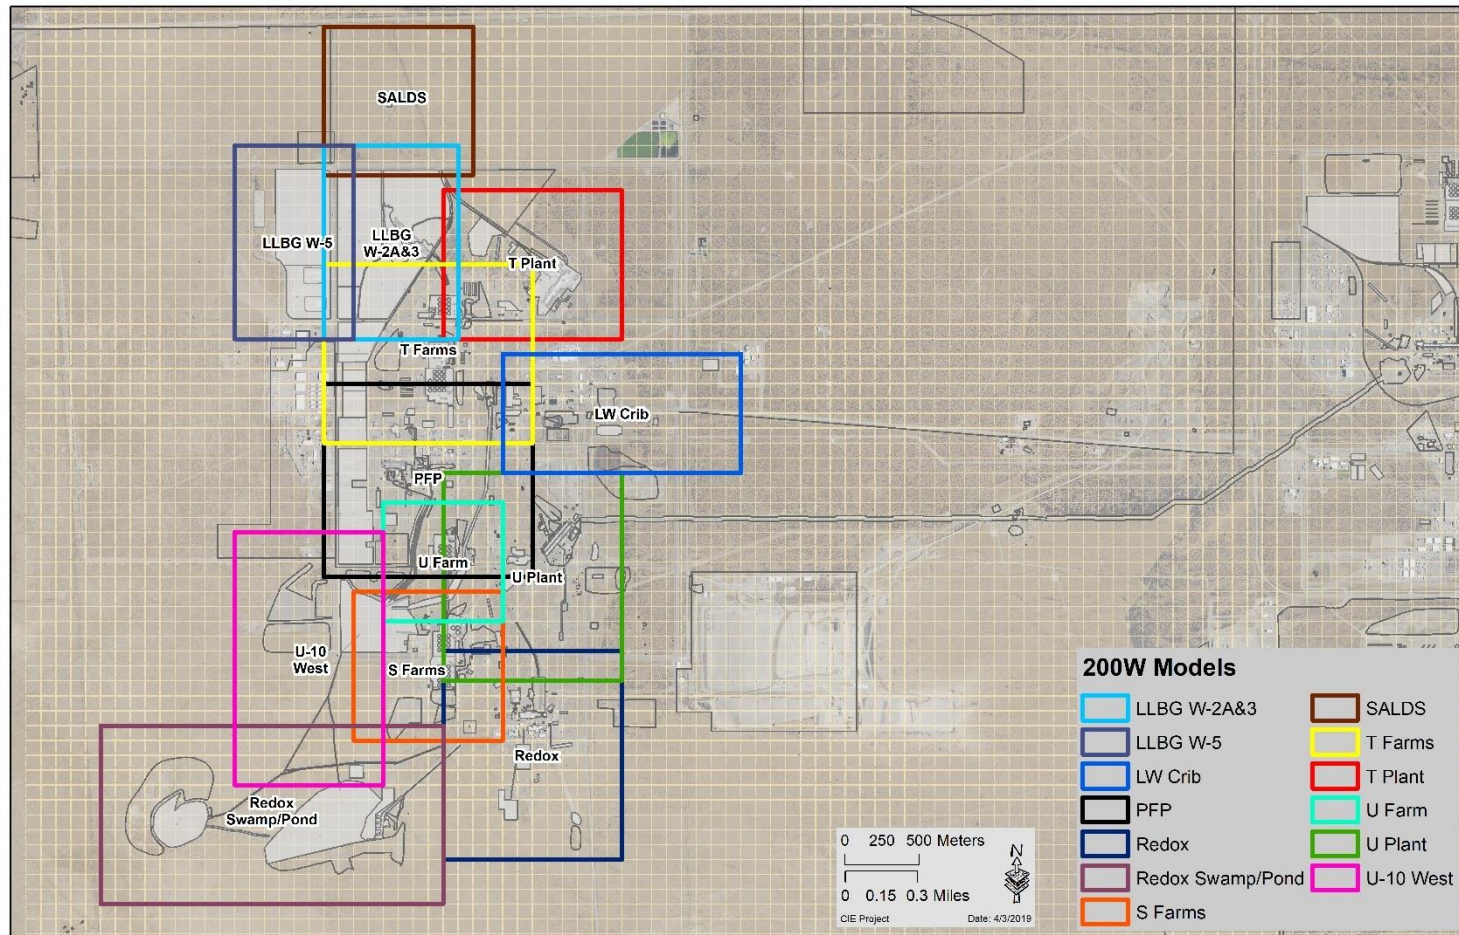 SALDS
LLBG W-5
LLBG
W-2A&3
T Plant
T Farms
LW Crib
PFP
U Farm
U Plant
U-10
West
S Farms
Redox
Redox
Swamp/Pond
200W Models
LLBG W-2A&3
LLBG W-5
LW Crib
PFP
Redox
Redox Swamp/Pond
S Farms
SALDS
T Farms
T Plant
U Farm
U Plant
U-10 West
0 250 500 Meters
0 0.15 0.3 Miles
N
CIE Project Date: 4/3/2019